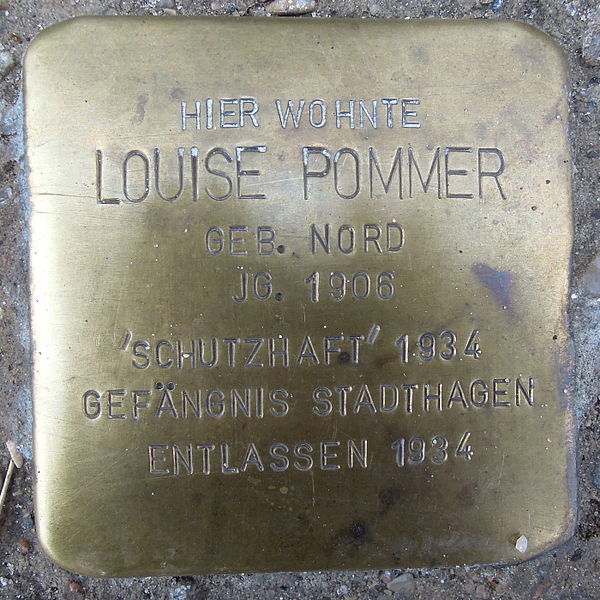 HIER WOHNTE
LOUISE POMMER
GEB. NORD
JG. 1906
'SCHUTZHAFT' 1934
GEFÄNGNIS STADTHAGEN
ENTLASSEN 1934